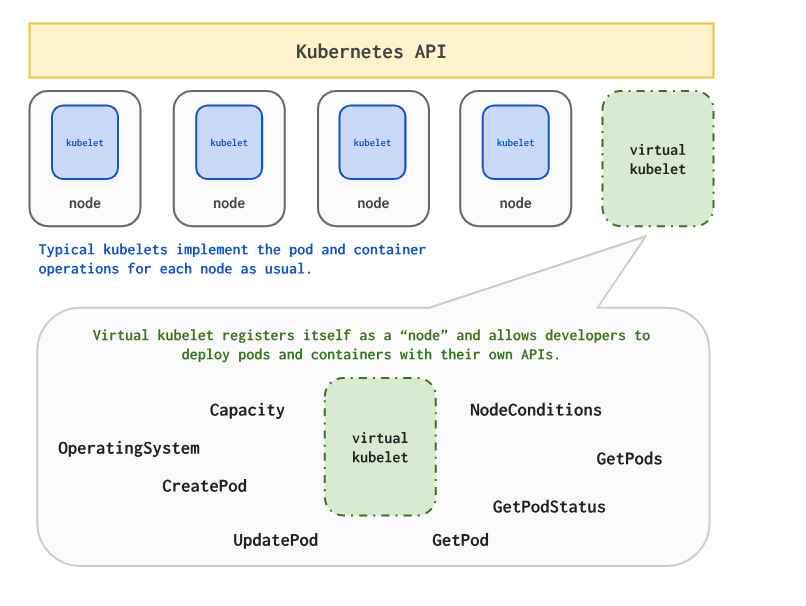 Kubernetes API
kubelet
node
kubelet
node
kubelet
node
kubelet
node
virtual
kubelet
Typical kubelets implement the pod and container
operations for each node as usual.
Virtual kubelet registers itself as a “node” and allows developers to
deploy pods and containers with their own APIs.
Capacity
NodeConditions
virtual
kubelet
OperatingSystem
GetPods
CreatePod
GetPodStatus
UpdatePod
GetPod